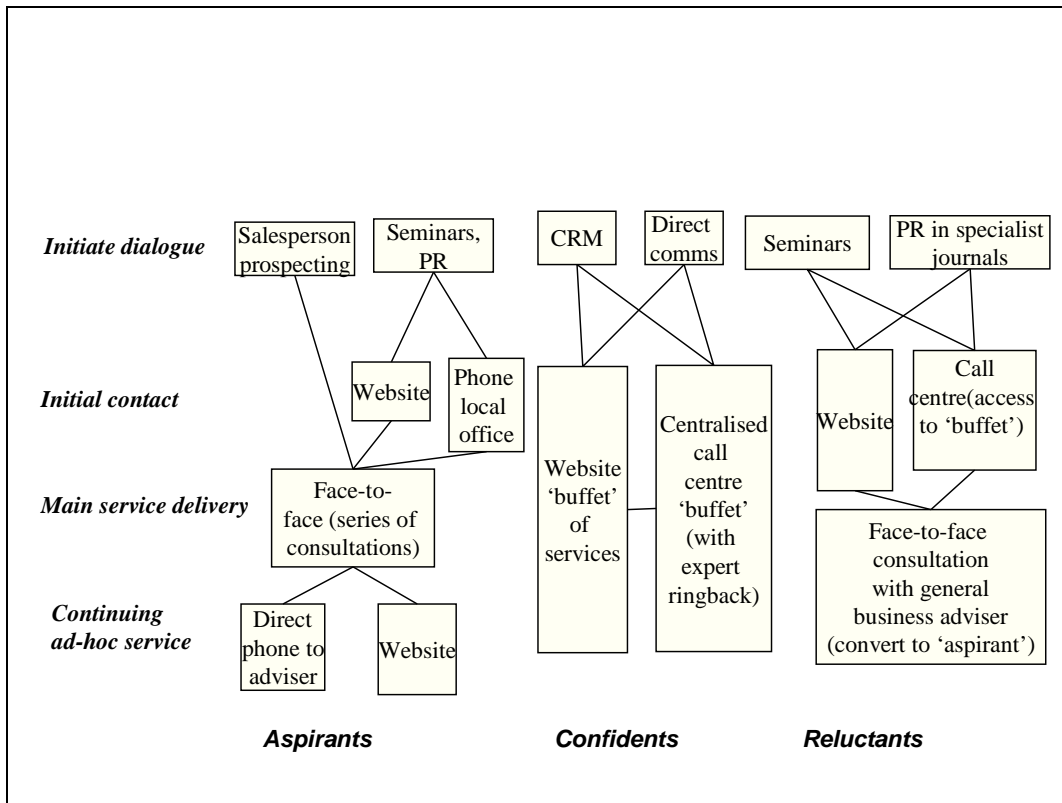 Initiate dialogue
Salesperson
prospecting
Seminars,
PR
CRM
Direct
comms
Seminars
PR in specialist
journals
Initial contact
Website
Phone
local
office
Website
‘buffet’
of
services
Centralised
call
centre
‘buffet’
(with
expert
ringback)
Website
Call
centre(access
to ‘buffet’)
Main service delivery
Face-to-
face (series of
consultations)
Face-to-face
consultation
with general
business adviser
(convert to ‘aspirant’)
Continuing
ad-hoc service
Direct
phone to
adviser
Website
Aspirants
Confidents
Reluctants